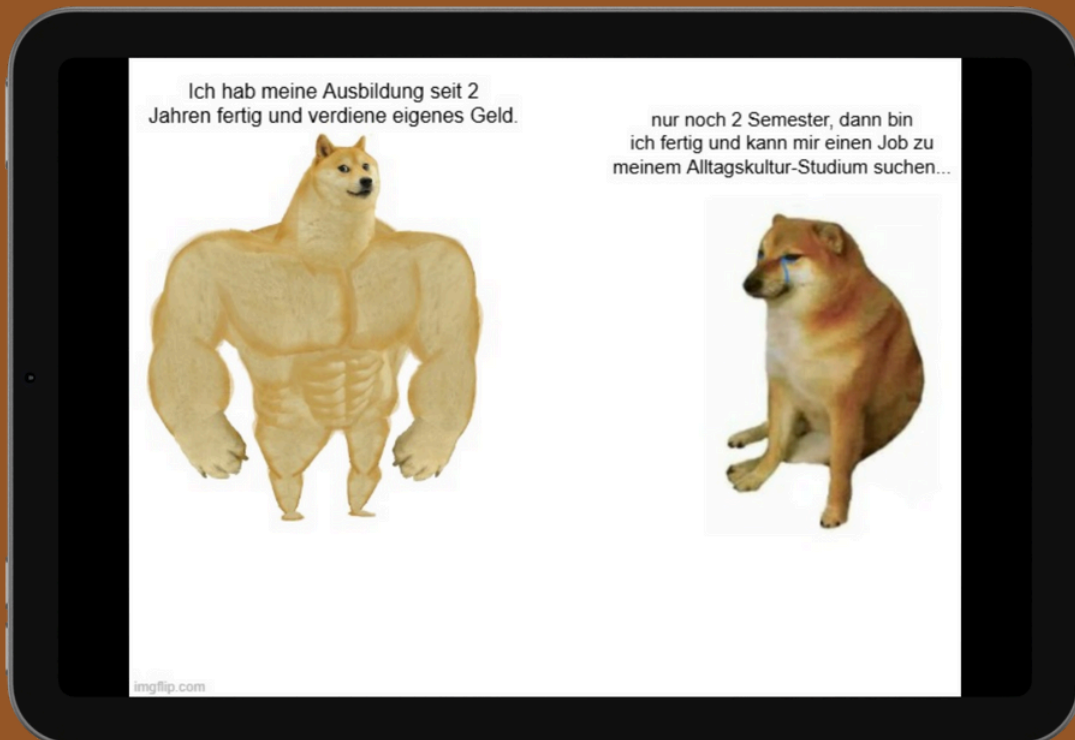 Ich hab meine Ausbildung seit 2
Jahren fertig und verdiene eigenes Geld.
nur noch 2 Semester, dann bin
ich fertig und kann mir einen Job zu
meinem Alltagskultur-Studium suchen...
imgflip.com